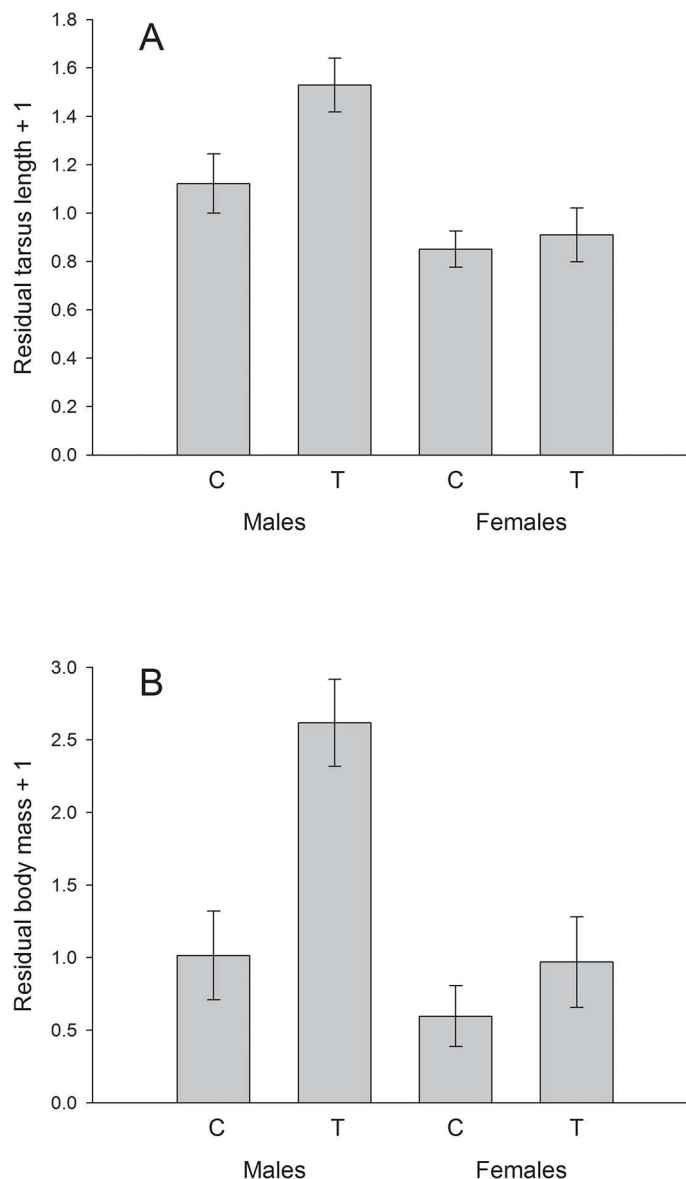 A
Residual tarsus length + 1
1.8
1.6
1.4
1.2
1.0
0.8
0.6
0.4
0.2
0.0
C T C T
Males Females
B
Residual body mass + 1
3.0
2.5
2.0
1.5
1.0
0.5
0.0
C T C T
Males Females